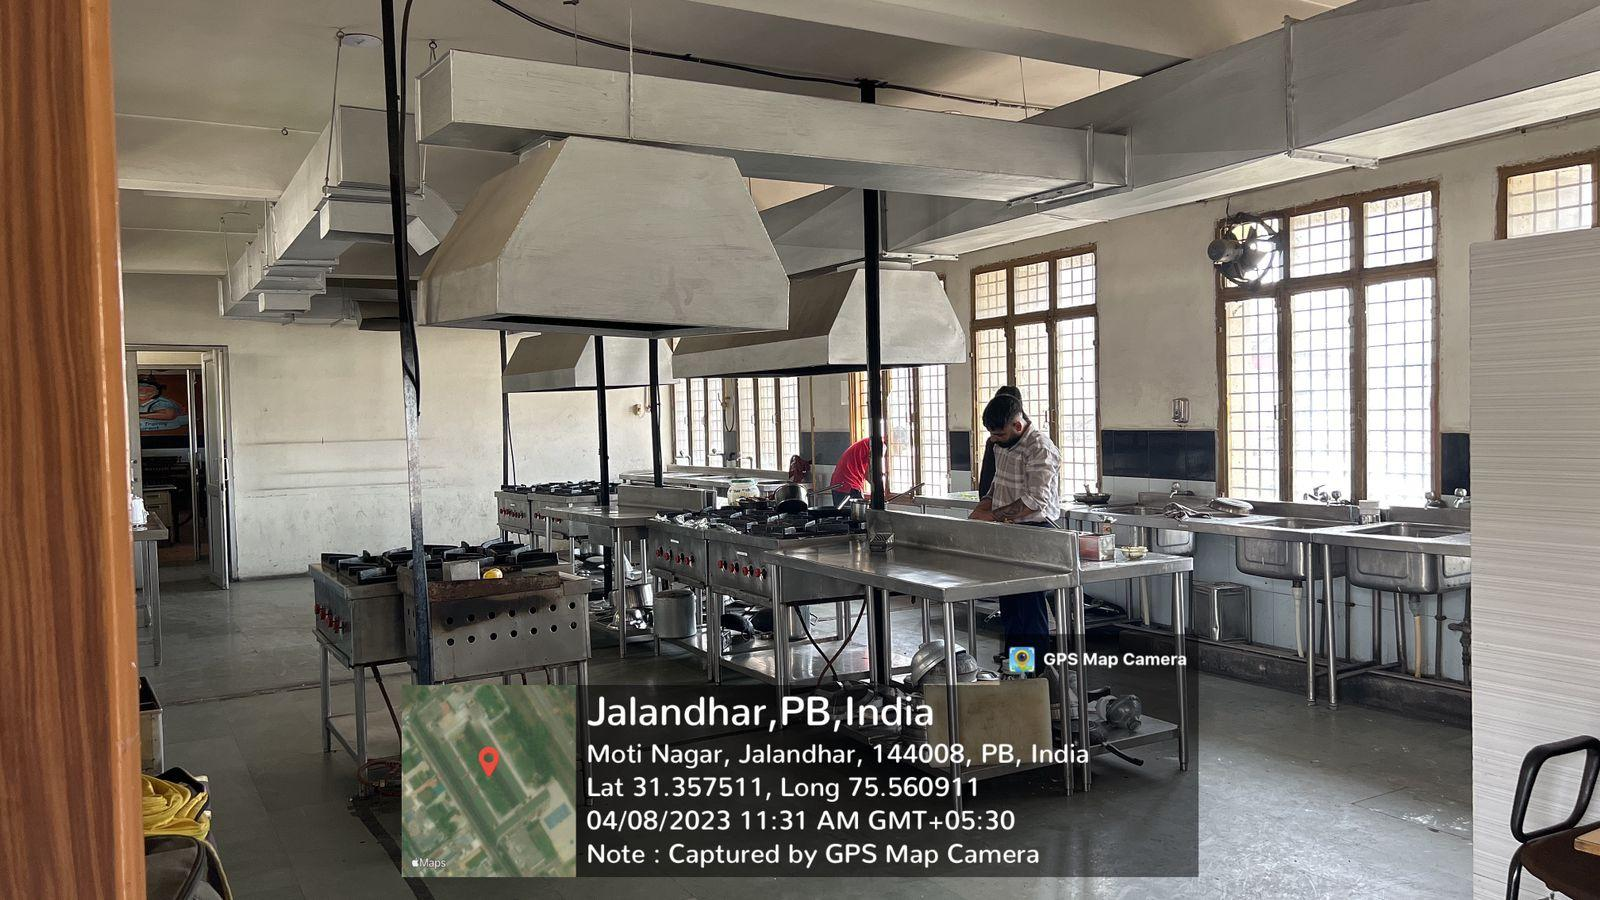 GPS Map Camera
Jalandhar,PB,India
Moti Nagar, Jalandhar, 144008, PB, India
Lat 31.357511, Long 75.560911
04/08/2023 11:31 AM GMT+05:30
Note : Captured by GPS Map Camera
Maps